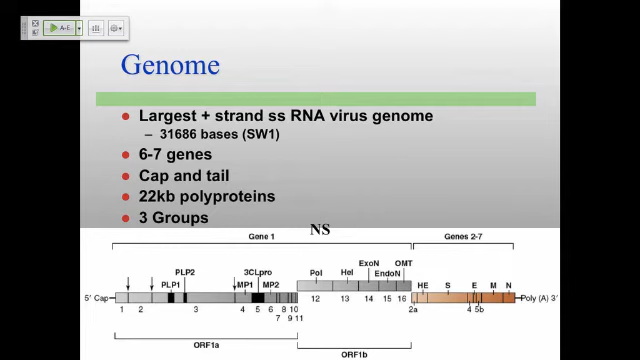 A-E
Genome
Largest + strand ss RNA virus genome
– 31686 bases (SW1)
6-7 genes
Cap and tail
22kb polyproteins
3 Groups
NS
Gene 1
Genes 2-7
ExoN OMT
PLP2 3CLpro
PLP1 MP1 MP2 Pol Hel EndoN HE S E M N
5' Cap Poly (A) 3'
1 2 3 4 5 6 7 8 9 10 11 12 13 14 15 16 2a 4 5b
ORF1a
ORF1b